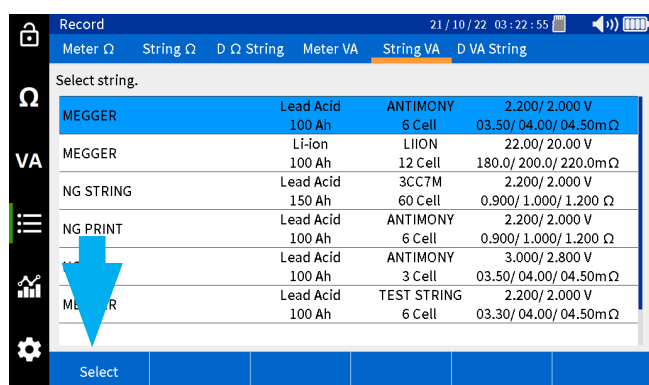 Record 21/10/22 03:22:55
Meter Ω String Ω D Ω String Meter VA String VA D VA String
Select string.
Ω
VA
MEGGER Lead Acid ANTIMONY 2.200/ 2.000 V
100 Ah 6 Cell 03.50/ 04.00/ 04.50mΩ
MEGGER Li-ion LIION 22.00/ 20.00 V
100 Ah 12 Cell 180.0/ 200.0/ 220.0mΩ
NG STRING Lead Acid 3CC7M 2.200/ 2.000 V
150 Ah 60 Cell 0.900/ 1.000/ 1.200 Ω
NG PRINT Lead Acid ANTIMONY 2.200/ 2.000 V
100 Ah 6 Cell 0.900/ 1.000/ 1.200 Ω
Lead Acid ANTIMONY 3.000/ 2.800 V
100 Ah 3 Cell 03.50/ 04.00/ 04.50mΩ
Lead Acid TEST STRING 2.200/ 2.000 V
100 Ah 6 Cell 03.30/ 04.00/ 04.50mΩ
Select